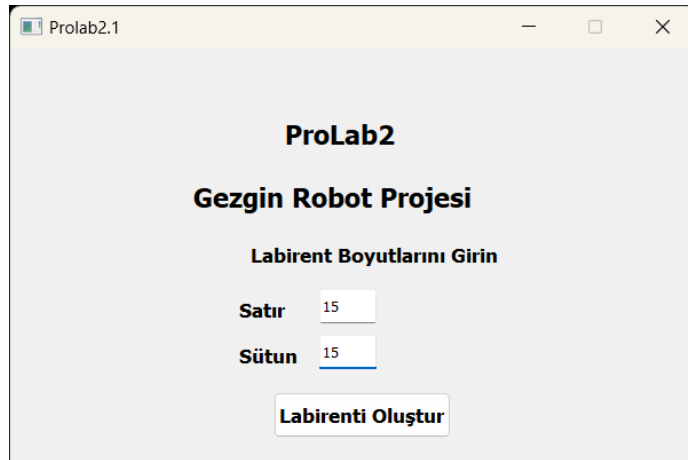 Prolab2.1
ProLab2
Gezgin Robot Projesi
Labirent Boyutlarını Girin
Satır 15
Sütun 15
Labirenti Oluştur